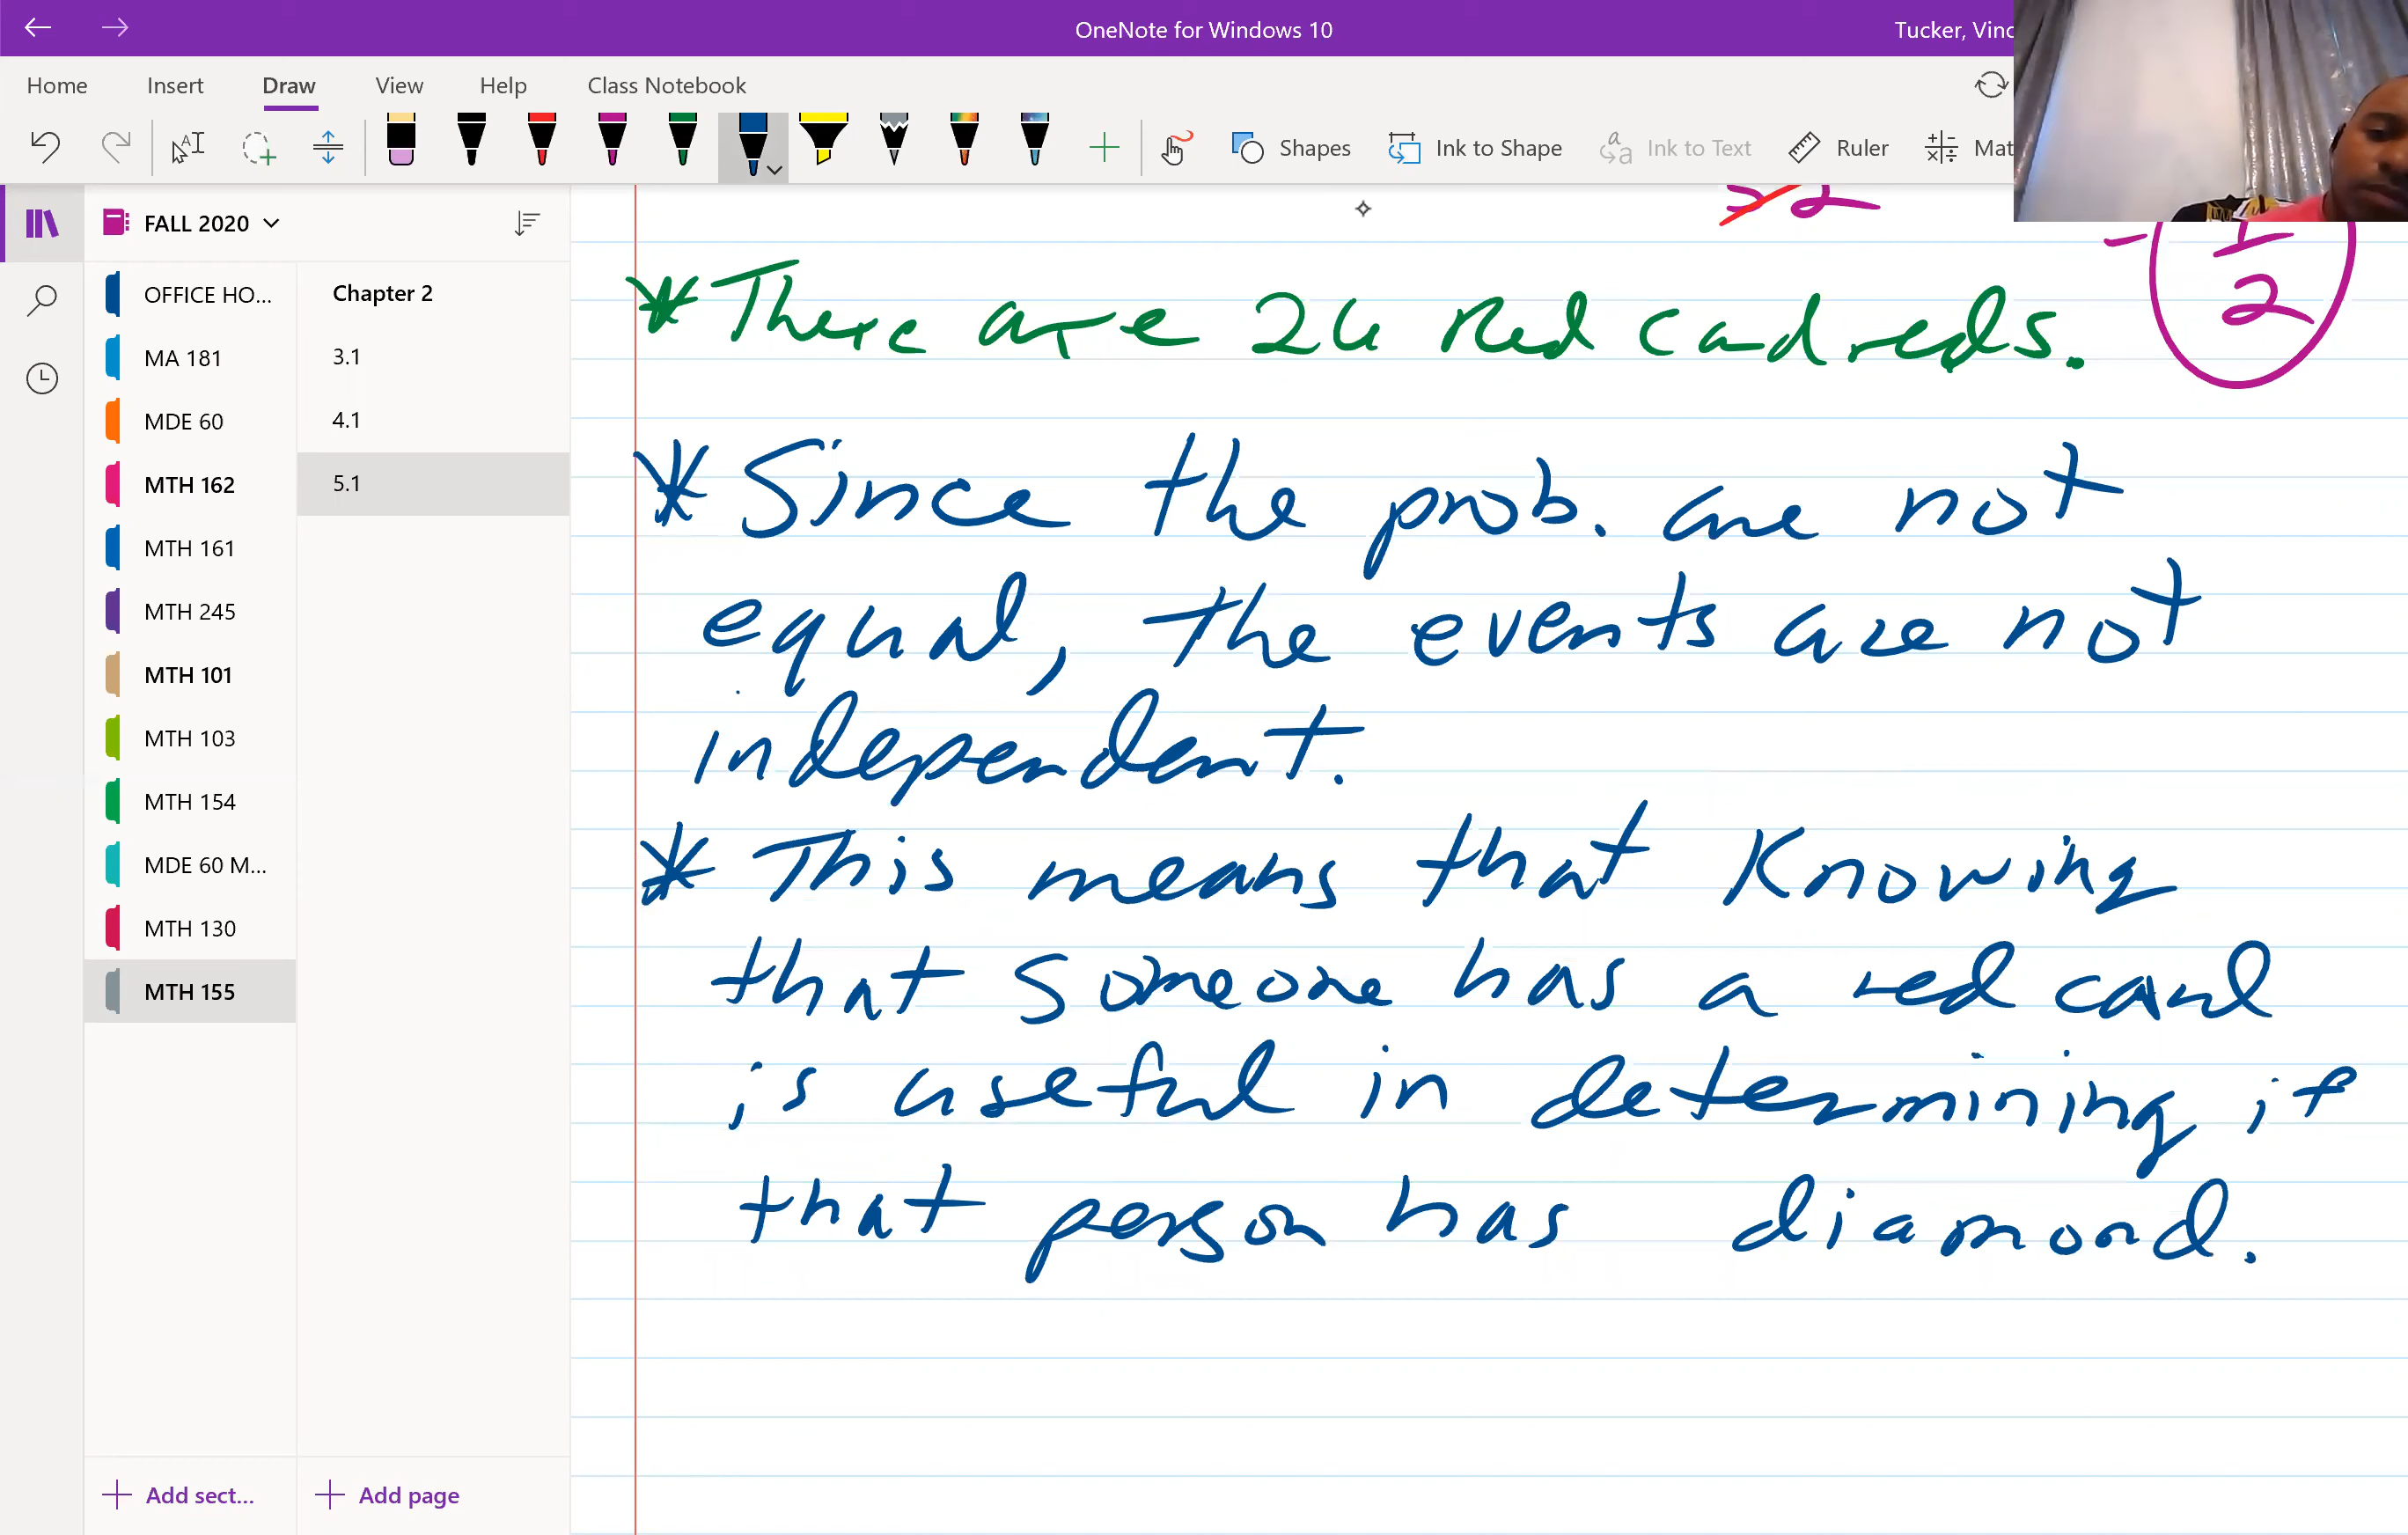 OneNote for Windows 10
Tucker, Vinc
Home Insert Draw View Help Class Notebook
Shapes Ink to Shape Ink to Text Ruler Mat
FALL 2020
OFFICE HO...
MA 181
MDE 60
MTH 162
MTH 161
MTH 245
MTH 101
MTH 103
MTH 154
MDE 60 M...
MTH 130
MTH 155
Add sect...
Chapter 2
3.1
4.1
5.1
Add page
1
2
* There are 26 Red cadreds.
* Since the prob. are not
equal, the events are not
independent.
* This means that Knowing
that someone has a red card
is useful in determining if
that person has diamond.